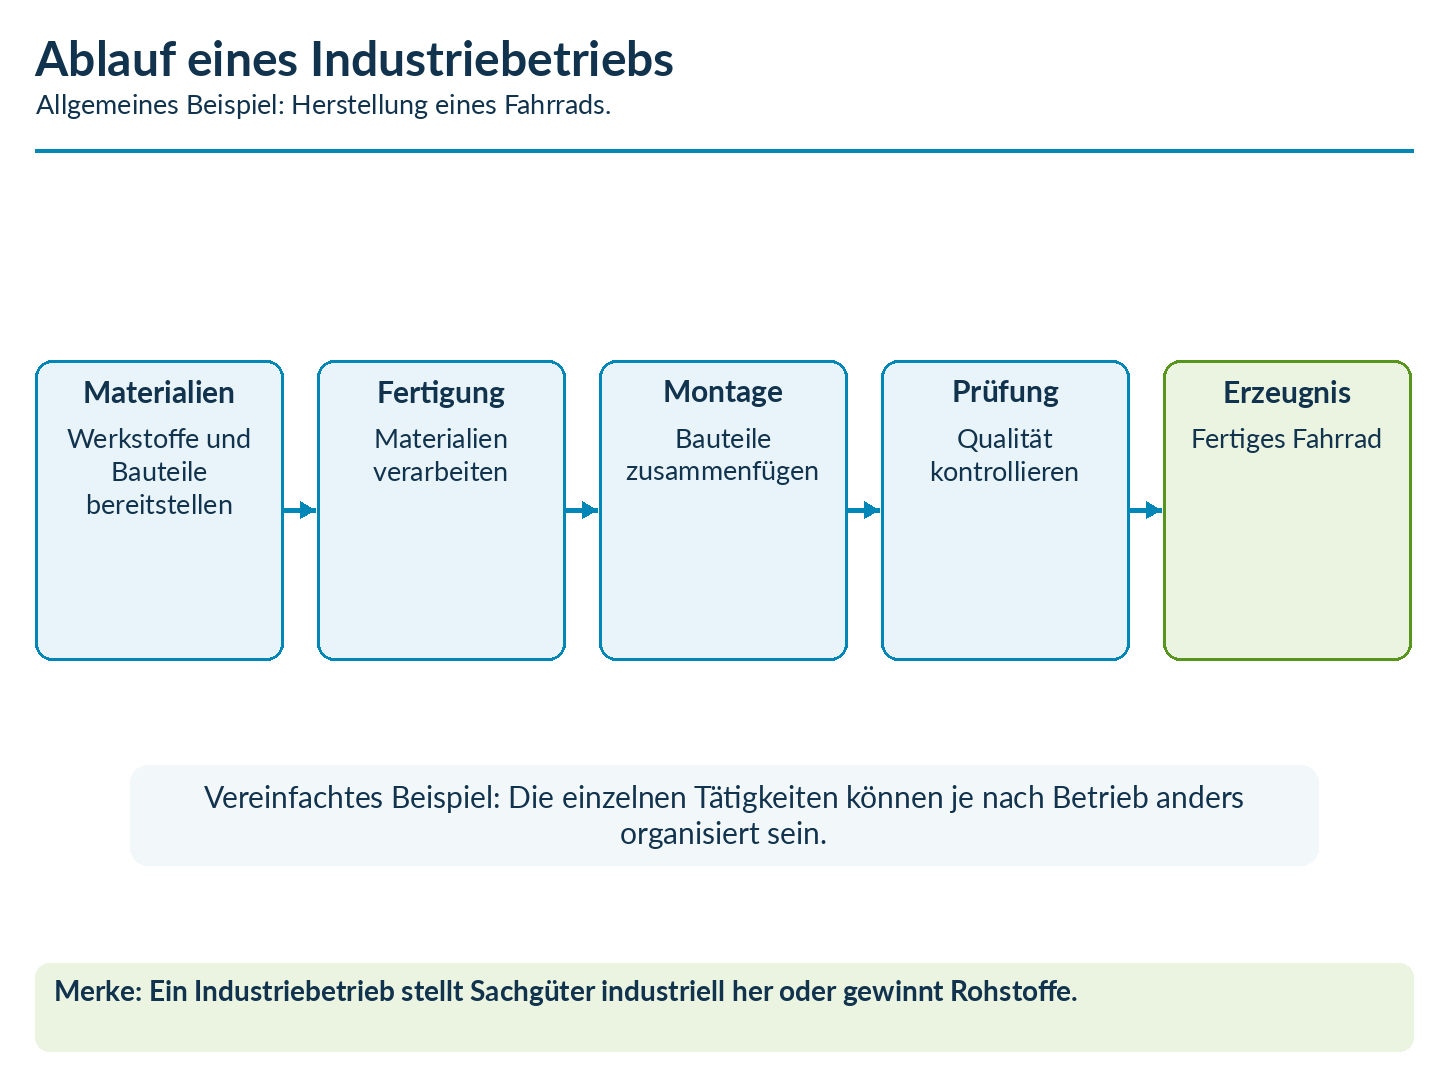 Ablauf eines Industriebetriebs
Allgemeines Beispiel: Herstellung eines Fahrrads.
Materialien
Werkstoffe und
Bauteile
bereitstellen
Fertigung
Materialien
verarbeiten
Montage
Bauteile
zusammenfügen
Prüfung
Qualität
kontrollieren
Erzeugnis
Fertiges Fahrrad
Vereinfachtes Beispiel: Die einzelnen Tätigkeiten können je nach Betrieb anders
organisiert sein.
Merke: Ein Industriebetrieb stellt Sachgüter industriell her oder gewinnt Rohstoffe.